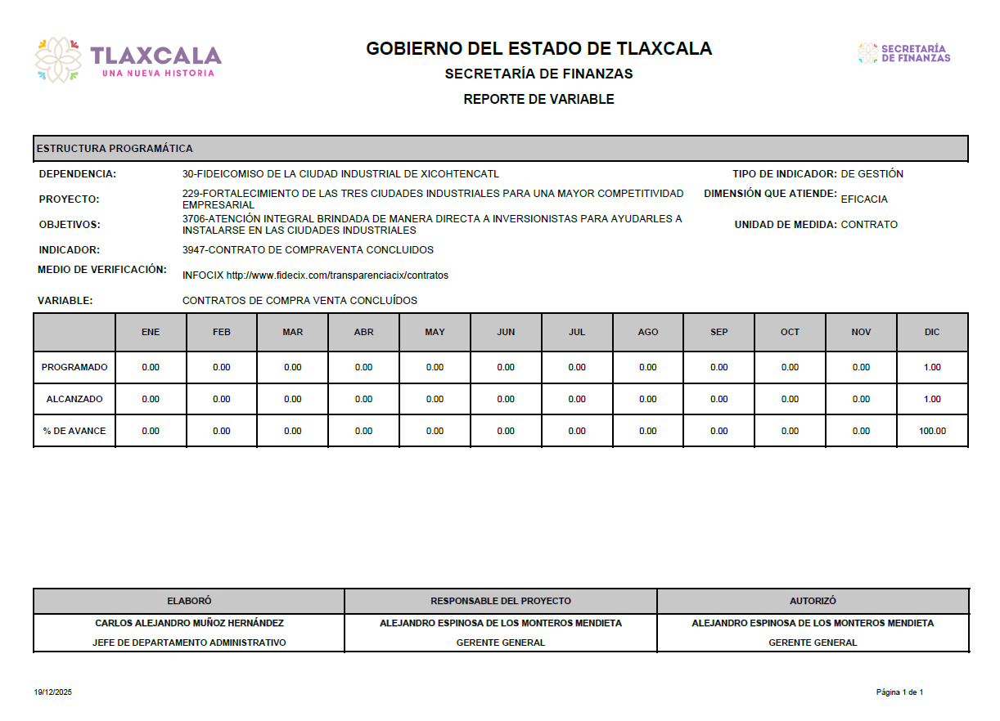 TLAXCALA
UNA NUEVA HISTORIA
GOBIERNO DEL ESTADO DE TLAXCALA
SECRETARÍA DE FINANZAS
REPORTE DE VARIABLE
SECRETARÍA
DE FINANZAS
ESTRUCTURA PROGRAMÁTICA
DEPENDENCIA: 30-FIDEICOMISO DE LA CIUDAD INDUSTRIAL DE XICOHTENCATL TIPO DE INDICADOR: DE GESTIÓN
PROYECTO: 229-FORTALECIMIENTO DE LAS TRES CIUDADES INDUSTRIALES PARA UNA MAYOR COMPETITIVIDAD
EMPRESARIAL
DIMENSIÓN QUE ATIENDE: EFICACIA
OBJETIVOS: 3706-ATENCIÓN INTEGRAL BRINDADA DE MANERA DIRECTA A INVERSIONISTAS PARA AYUDARLES A
INSTALARSE EN LAS CIUDADES INDUSTRIALES
UNIDAD DE MEDIDA: CONTRATO
INDICADOR: 3947-CONTRATO DE COMPRAVENTA CONCLUIDOS
MEDIO DE VERIFICACIÓN: INFOCIX http://www.fidecix.com/transparenciacix/contratos
VARIABLE: CONTRATOS DE COMPRA VENTA CONCLUÍDOS
ENE FEB MAR ABR MAY JUN JUL AGO SEP OCT NOV DIC
PROGRAMADO 0.00 0.00 0.00 0.00 0.00 0.00 0.00 0.00 0.00 0.00 0.00 1.00
ALCANZADO 0.00 0.00 0.00 0.00 0.00 0.00 0.00 0.00 0.00 0.00 0.00 1.00
% DE AVANCE 0.00 0.00 0.00 0.00 0.00 0.00 0.00 0.00 0.00 0.00 0.00 100.00
ELABORÓ RESPONSABLE DEL PROYECTO AUTORIZÓ
CARLOS ALEJANDRO MUÑOZ HERNÁNDEZ ALEJANDRO ESPINOSA DE LOS MONTEROS MENDIETA ALEJANDRO ESPINOSA DE LOS MONTEROS MENDIETA
JEFE DE DEPARTAMENTO ADMINISTRATIVO GERENTE GENERAL GERENTE GENERAL
19/12/2025 Página 1 de 1